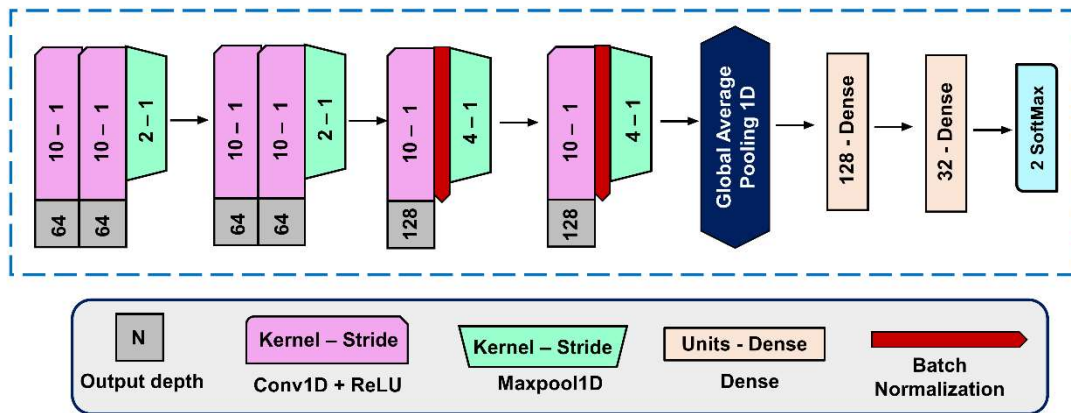 10 – 1
10 – 1
2 – 1
64
64
10 – 1
10 – 1
2 – 1
64
64
10 – 1
4 – 1
128
10 – 1
4 – 1
128
Global Average
Pooling 1D
128 - Dense
32 - Dense
2 SoftMax
N
Output depth
Kernel – Stride
Conv1D + ReLU
Kernel – Stride
Maxpool1D
Units - Dense
Dense
Batch
Normalization